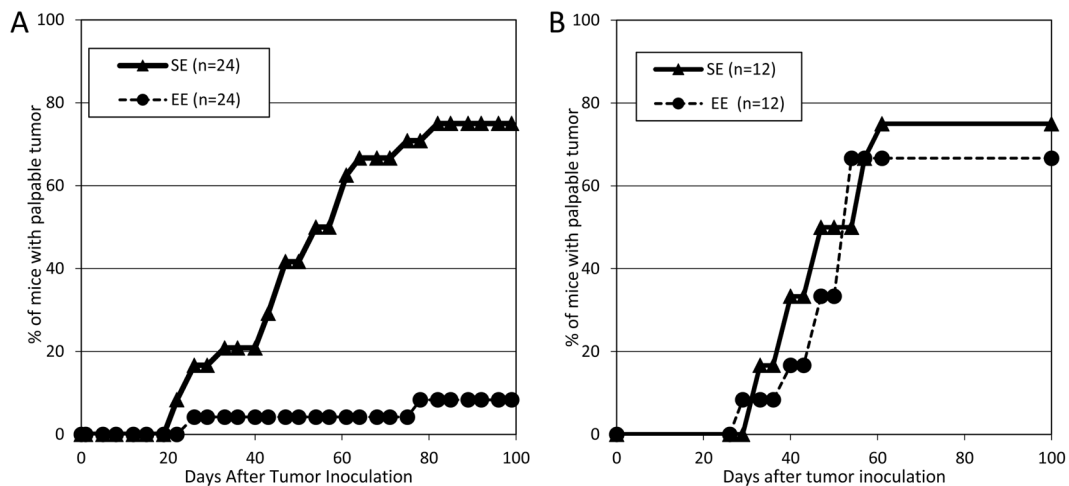 A
% of mice with palpable tumor
100
80
60
40
20
0
SE (n=24)
EE (n=24)
0
20
40
60
80
100
Days After Tumor Inoculation
B
% of mice with palpable tumor
100
80
60
40
20
0
SE (n=12)
EE (n=12)
0
20
40
60
80
100
Days after tumor inoculation